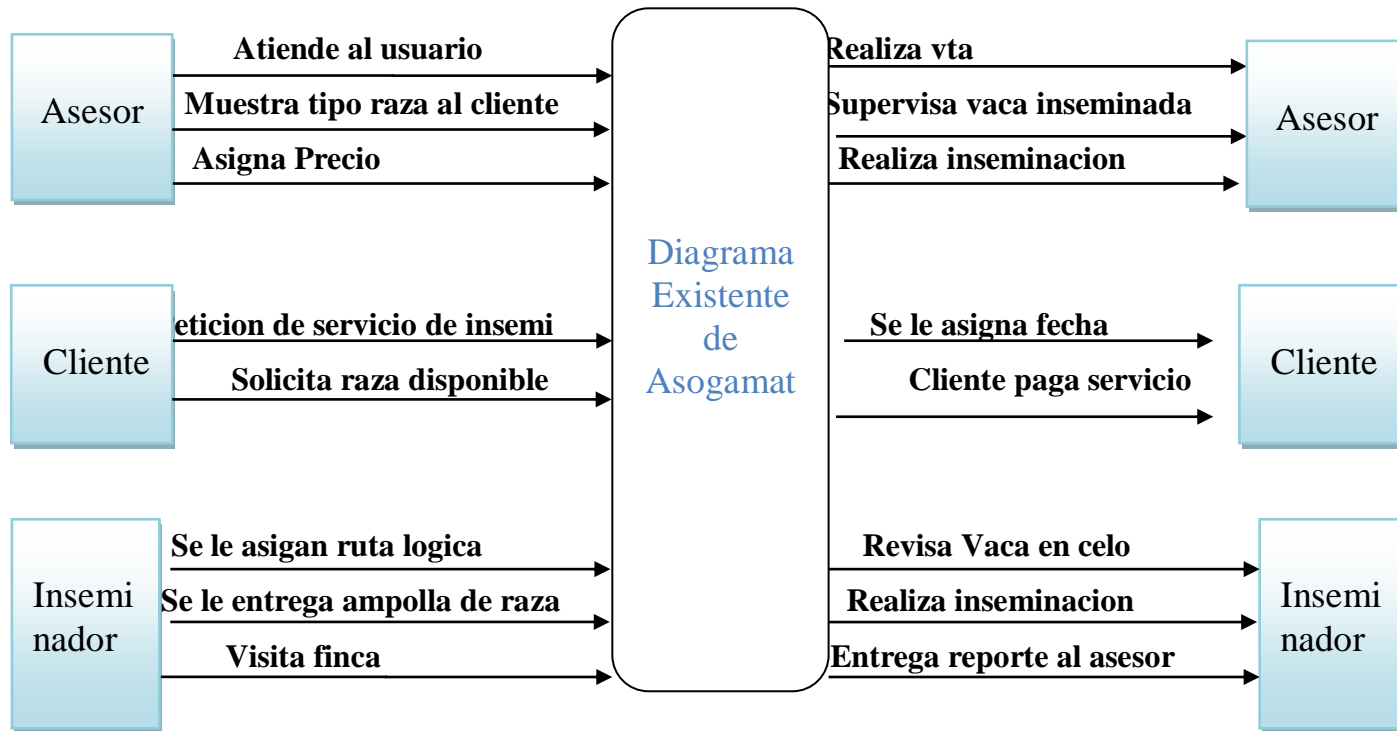 Atiende al usuario
Muestra tipo raza al cliente
Asigna Precio
Asesor
Realiza vta
Supervisa vaca inseminada
Realiza inseminacion
Asesor
Diagrama
Existente
de
Asogamat
Cliente
eticion de servicio de insemi
Solicita raza disponible
Se le asigna fecha
Cliente paga servicio
Cliente
Insemi
nador
Se le asigan ruta logica
Se le entrega ampolla de raza
Visita finca
Revisa Vaca en celo
Realiza inseminacion
Entrega reporte al asesor
Insemi
nador